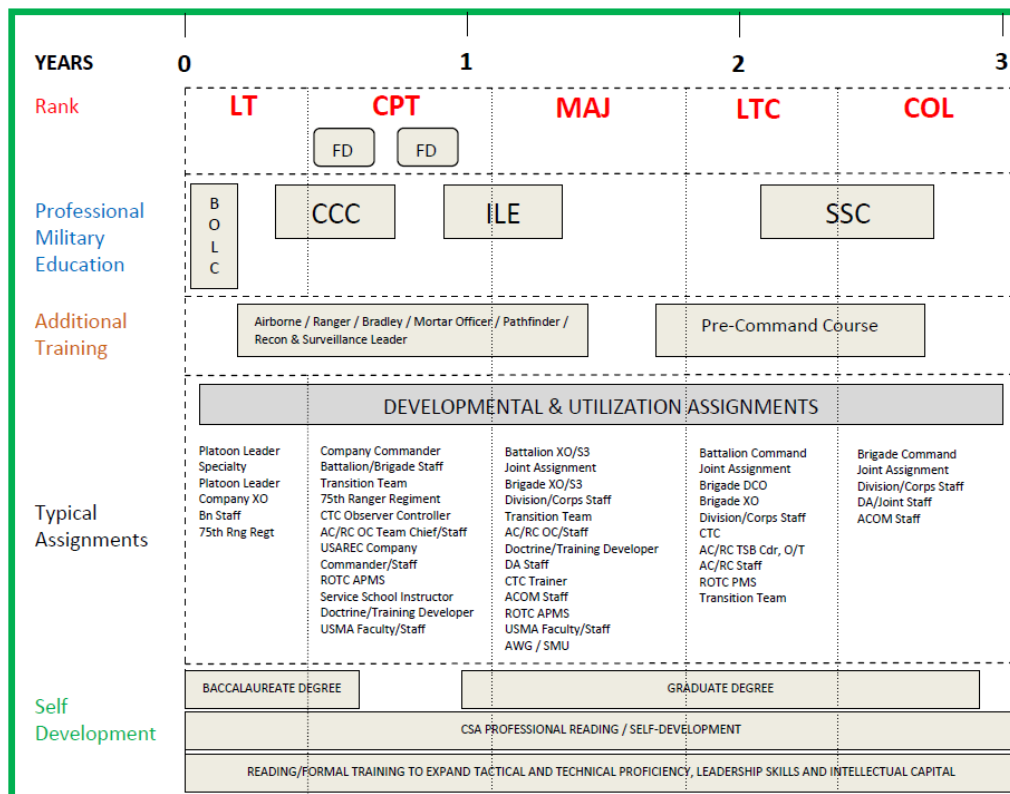 YEARS 0 1 2 3
Rank LT CPT MAJ LTC COL
FD FD
Professional
Military
Education
B
O
L
C
CCC ILE SSC
Additional
Training
Airborne / Ranger / Bradley / Mortar Officer / Pathfinder /
Recon & Surveillance Leader
Pre-Command Course
DEVELOPMENTAL & UTILIZATION ASSIGNMENTS
Typical
Assignments
Platoon Leader
Specialty
Platoon Leader
Company XO
Bn Staff
75th Rng Regt
Company Commander
Battalion/Brigade Staff
Transition Team
75th Ranger Regiment
CTC Observer Controller
AC/RC OC Team Chief/Staff
USAREC Company
Commander/Staff
ROTC APMS
Service School Instructor
Doctrine/Training Developer
USMA Faculty/Staff
Battalion XO/S3
Joint Assignment
Brigade XO/S3
Division/Corps Staff
Transition Team
AC/RC OC/Staff
Doctrine/Training Developer
DA Staff
CTC Trainer
ACOM Staff
ROTC APMS
USMA Faculty/Staff
AWG / SMU
Battalion Command
Joint Assignment
Brigade DCO
Brigade XO
Division/Corps Staff
CTC
AC/RC TSB Cdr, O/T
AC/RC Staff
ROTC PMS
Transition Team
Brigade Command
Joint Assignment
Division/Corps Staff
DA/Joint Staff
ACOM Staff
Self
Development
BACCALAUREATE DEGREE
GRADUATE DEGREE
CSA PROFESSIONAL READING / SELF-DEVELOPMENT
READING/FORMAL TRAINING TO EXPAND TACTICAL AND TECHNICAL PROFICIENCY, LEADERSHIP SKILLS AND INTELLECTUAL CAPITAL